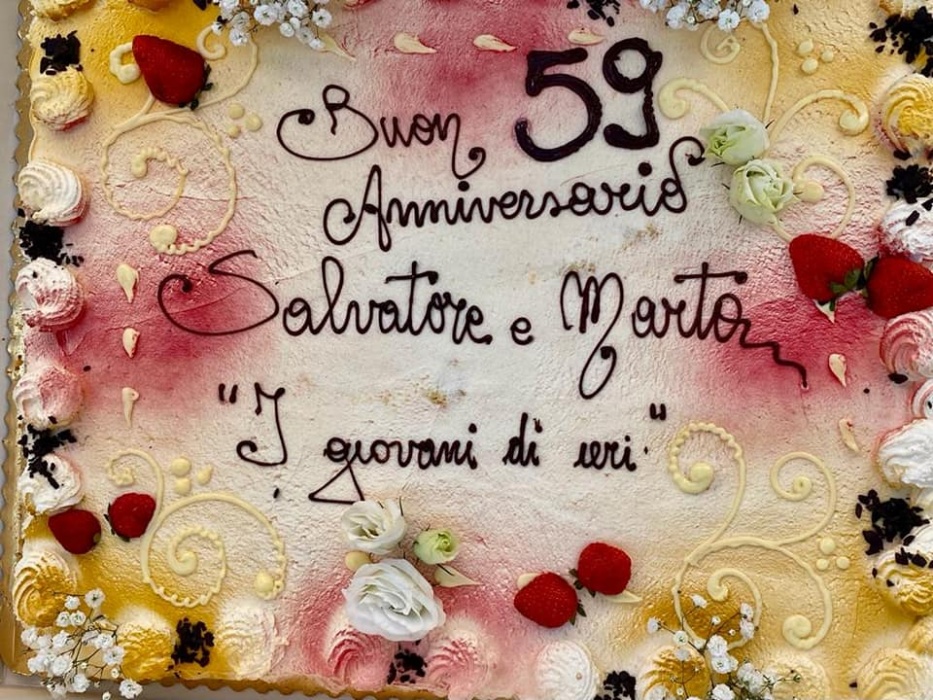 Buon 59
Anniversario
Salvatore e Marta
"I giovani di ieri"